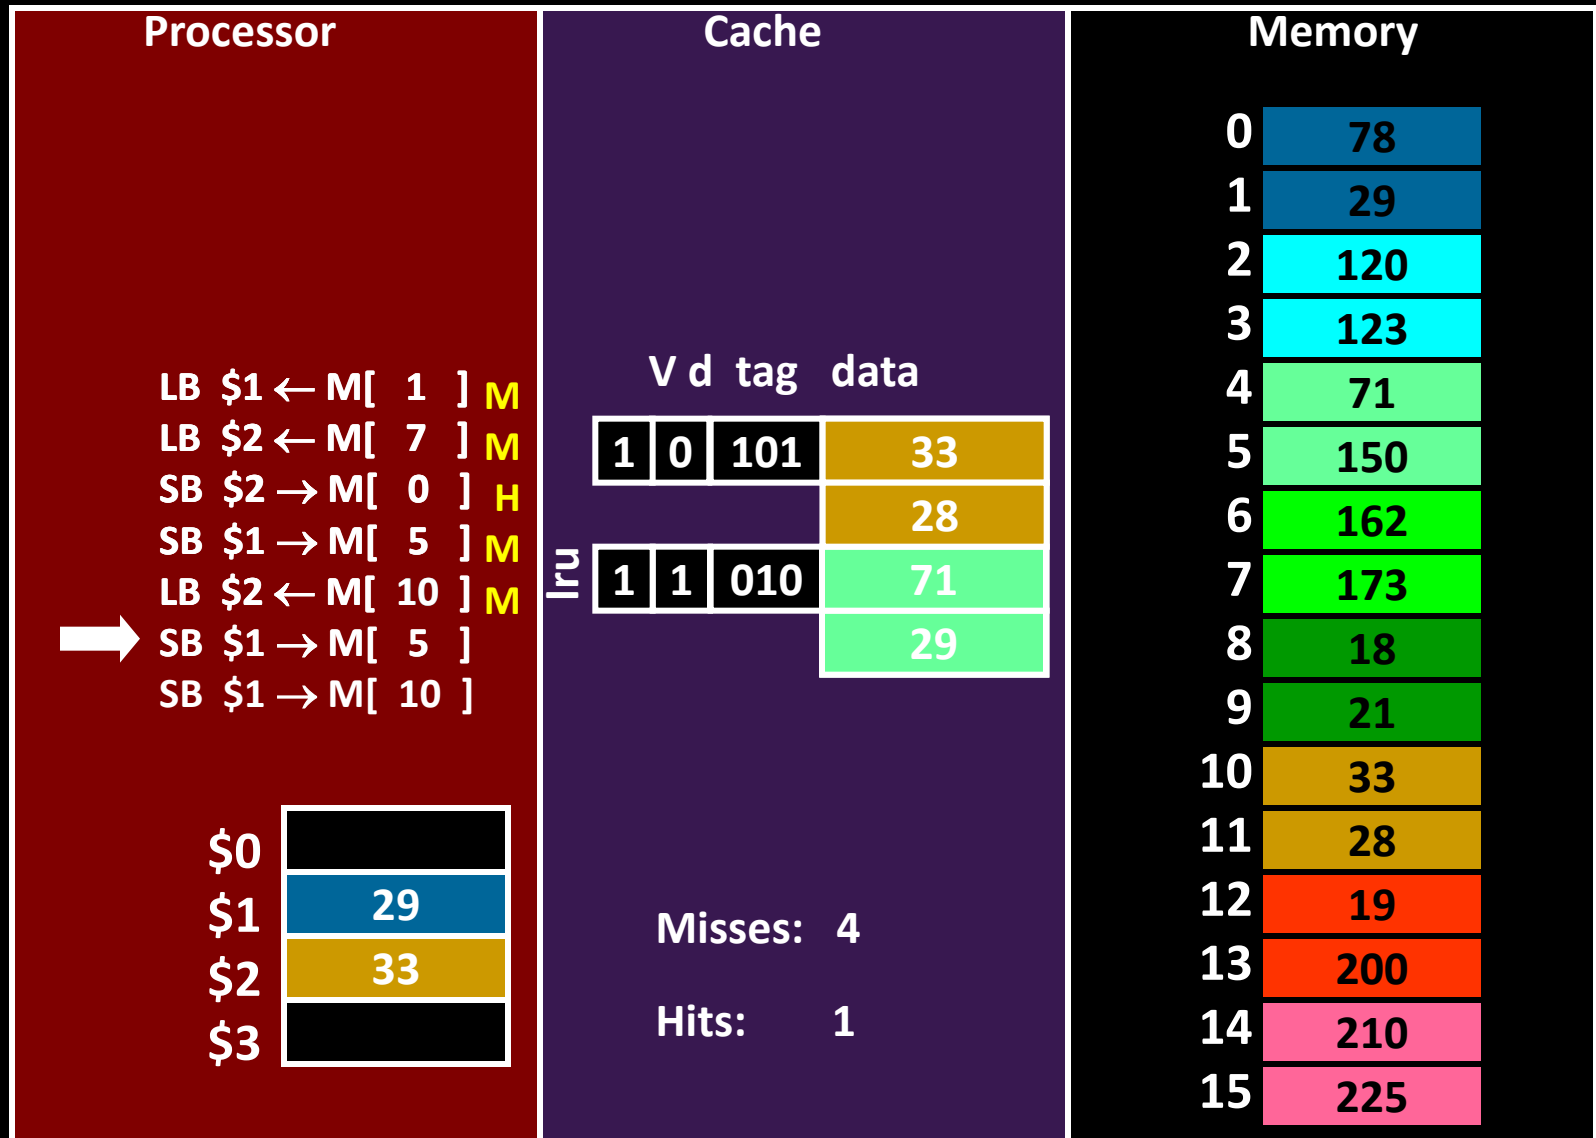 Processor
LB $1 ← M[ 1 ] M
LB $2 ← M[ 7 ] M
SB $2 → M[ 0 ] H
SB $1 → M[ 5 ] M
LB $2 ← M[ 10 ] M
SB $1 → M[ 5 ]
SB $1 → M[ 10 ]
$0
$1 29
$2 33
$3
Cache
V d tag data
1 0 101 33
28
lru
1 1 010 71
29
Misses: 4
Hits: 1
Memory
0 78
1 29
2 120
3 123
4 71
5 150
6 162
7 173
8 18
9 21
10 33
11 28
12 19
13 200
14 210
15 225